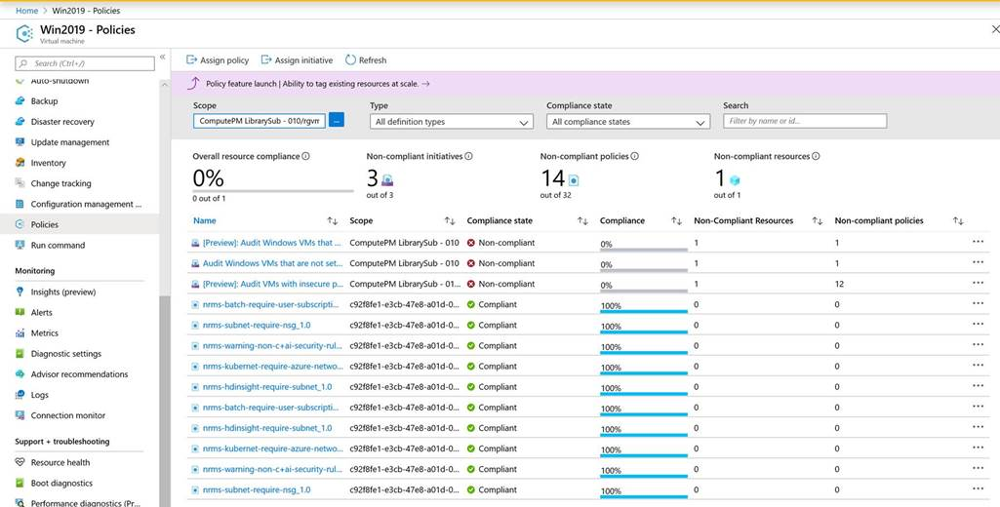 Home > Win2019 - Policies
Win2019 - Policies
Virtual machine
Search (Ctrl+/)
Auto-shutdown
Backup
Disaster recovery
Update management
Inventory
Change tracking
Configuration management ...
Policies
Run command
Monitoring
Insights (preview)
Alerts
Metrics
Diagnostic settings
Advisor recommendations
Logs
Connection monitor
Support + troubleshooting
Resource health
Boot diagnostics
Performance diagnostics (Pr...
Assign policy Assign initiative Refresh
Policy feature launch | Ability to tag existing resources at scale. →
Scope Type Compliance state Search
ComputePM LibrarySub - 010/rgvm ... All definition types All compliance states Filter by name or id...
Overall resource compliance Non-compliant initiatives Non-compliant policies Non-compliant resources
0% 3 14 1
0 out of 1 out of 3 out of 32 out of 1
Name Scope Compliance state Compliance Non-Compliant Resources Non-compliant policies
[Preview]: Audit Windows VMs that ... ComputePM LibrarySub - 010 Non-compliant 0% 1 1 ...
Audit Windows VMs that are not set... ComputePM LibrarySub - 010 Non-compliant 0% 1 1 ...
[Preview]: Audit VMs with insecure p... ComputePM LibrarySub - 01... Non-compliant 0% 1 12 ...
nrms-batch-require-user-subscripti... c92f8fe1-e3cb-47e8-a01d-0... Compliant 100% 0 0 ...
nrms-subnet-require-nsg_1.0 c92f8fe1-e3cb-47e8-a01d-0... Compliant 100% 0 0 ...
nrms-warning-non-c+ai-security-rul... c92f8fe1-e3cb-47e8-a01d-0... Compliant 100% 0 0 ...
nrms-kubernet-require-azure-netwo... c92f8fe1-e3cb-47e8-a01d-0... Compliant 100% 0 0 ...
nrms-hdinsight-require-subnet_1.0 c92f8fe1-e3cb-47e8-a01d-0... Compliant 100% 0 0 ...
nrms-batch-require-user-subscripti... c92f8fe1-e3cb-47e8-a01d-0... Compliant 100% 0 0 ...
nrms-hdinsight-require-subnet_1.0 c92f8fe1-e3cb-47e8-a01d-0... Compliant 100% 0 0 ...
nrms-kubernet-require-azure-netwo... c92f8fe1-e3cb-47e8-a01d-0... Compliant 100% 0 0 ...
nrms-warning-non-c+ai-security-rul... c92f8fe1-e3cb-47e8-a01d-0... Compliant 100% 0 0 ...
nrms-subnet-require-nsg_1.0 c92f8fe1-e3cb-47e8-a01d-0... Compliant 100% 0 0 ...